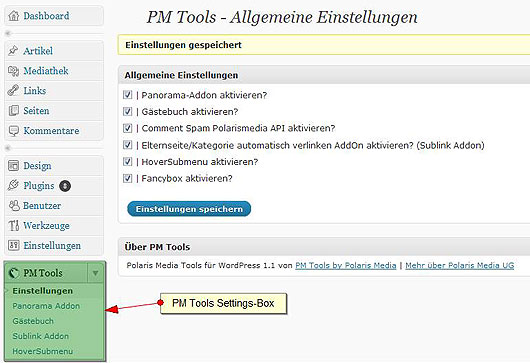 Dashboard
Artikel
Mediathek
Links
Seiten
Kommentare
Design
Plugins 8
Benutzer
Werkzeuge
Einstellungen
PM Tools
Einstellungen
Panorama Addon
Gästebuch
Sublink Addon
HoverSubmenu
PM Tools - Allgemeine Einstellungen
Einstellungen gespeichert
Allgemeine Einstellungen
| Panorama-Addon aktivieren?
| Gästebuch aktivieren?
| Comment Spam Polarismedia API aktivieren?
| Elternseite/Kategorie automatisch verlinken AddOn aktivieren? (Sublink Addon)
| HoverSubmenu aktivieren?
| Fancybox aktivieren?
Einstellungen speichern
Über PM Tools
Polaris Media Tools für WordPress 1.1 von PM Tools by Polaris Media | Mehr über Polaris Media UG
PM Tools Settings-Box